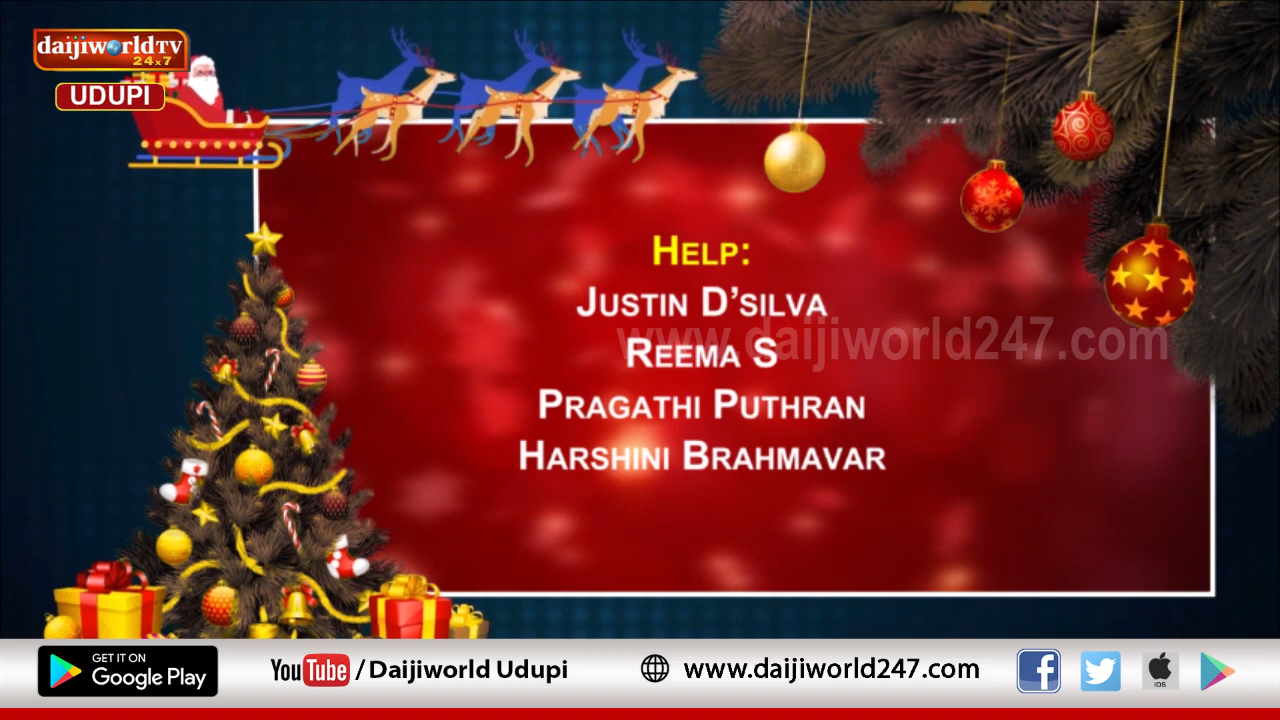 daijiworldTV
24x7
UDUPI
HELP:
JUSTIN D'SILVA
www.daijiworld247.com
REEMA S
PRAGATHI PUTHRAN
HARSHINI BRAHMAVAR
GET IT ON
Google Play
YouTube / Daijiworld Udupi
www.daijiworld247.com
f
iOS